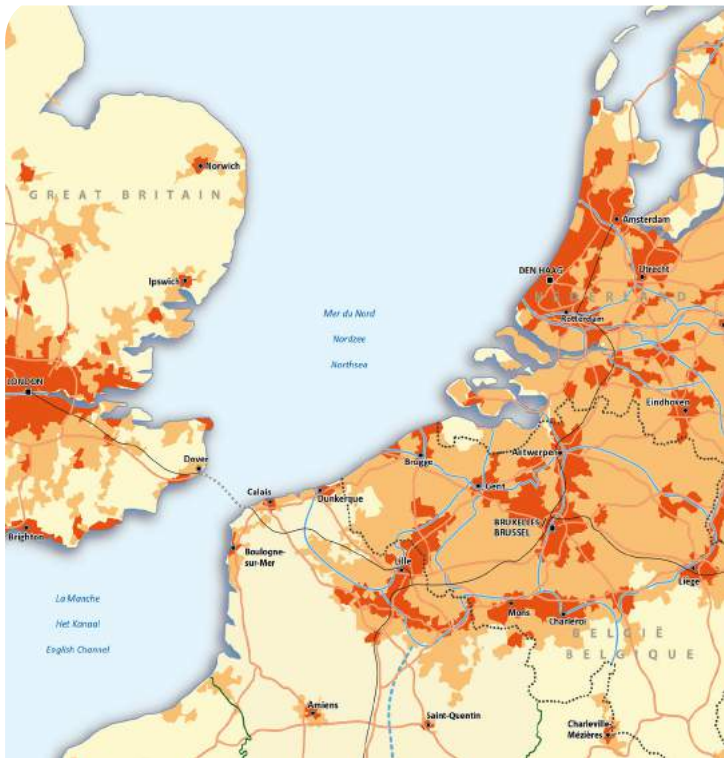 Norwich
GREAT BRITAIN
Amsterdam
Ipswich
DEN HAAG
Utrecht
NEDERLAND
Mer du Nord
Rotterdam
Nordzee
Northsea
LONDON
Eindhoven
Dover
Brugge
Antwerpen
Calais
Gent
Dunkerque
Brighton
BRUXELLES
BRUSSEL
Boulogne-
sur-Mer
Lille
Liège
La Manche
Het Kanaal
English Channel
Mons
Charleroi
BELGIË
BELGIQUE
Amiens
Saint-Quentin
Charleville-
Mézières